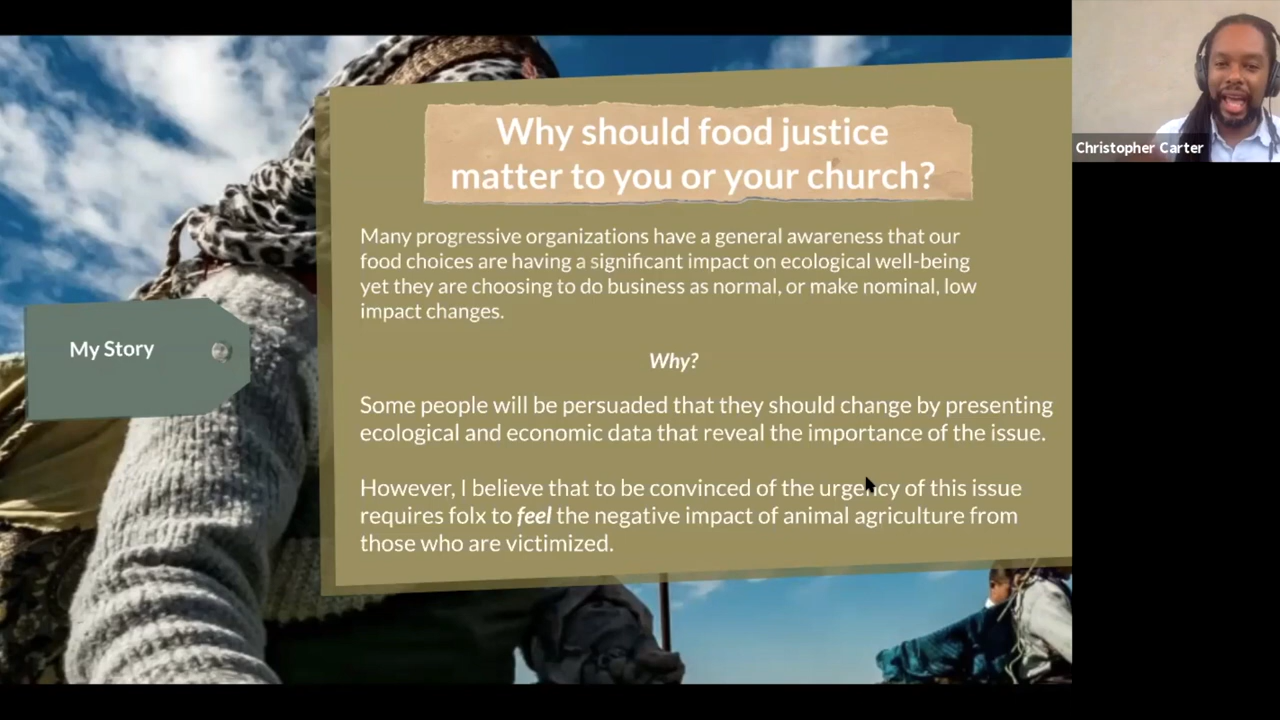 Why should food justice
matter to you or your church?
Many progressive organizations have a general awareness that our
food choices are having a significant impact on ecological well-being
yet they are choosing to do business as normal, or make nominal, low
impact changes.
Why?
Some people will be persuaded that they should change by presenting
ecological and economic data that reveal the importance of the issue.
However, I believe that to be convinced of the urgency of this issue
requires folx to feel the negative impact of animal agriculture from
those who are victimized.
My Story
Christopher Carter